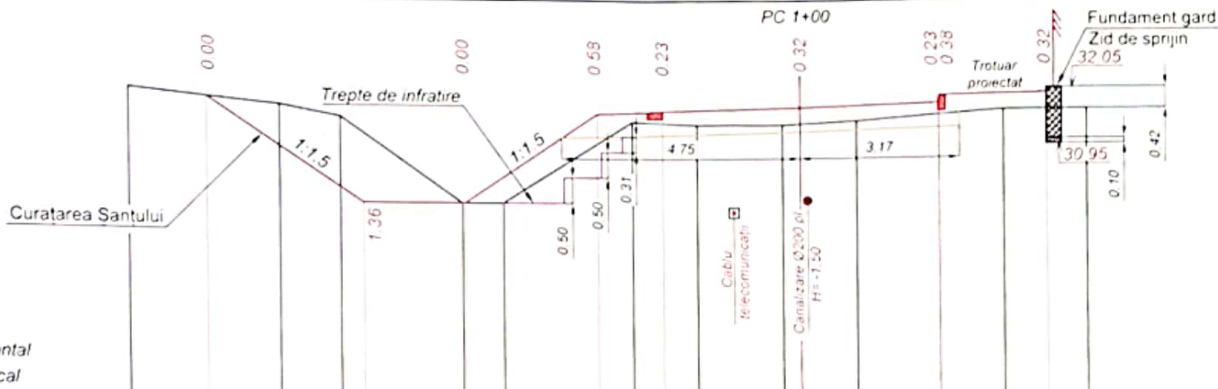 PC 1+00
Fundament gard
Zid de sprijin
32.05
0.00
0.00
0.58
0.23
0.32
0.23
0.38
0.32
Trotuar
proiectat
Trepte de infratire
1:1.5
1:1.5
4.75
3.17
30.95
0.42
0.10
Curatarea Santului
1.36
0.50
0.50
0.31
Cablu
telecomunicatii
Canalizare Ø200 pl
H= -1.50
ntal
cal